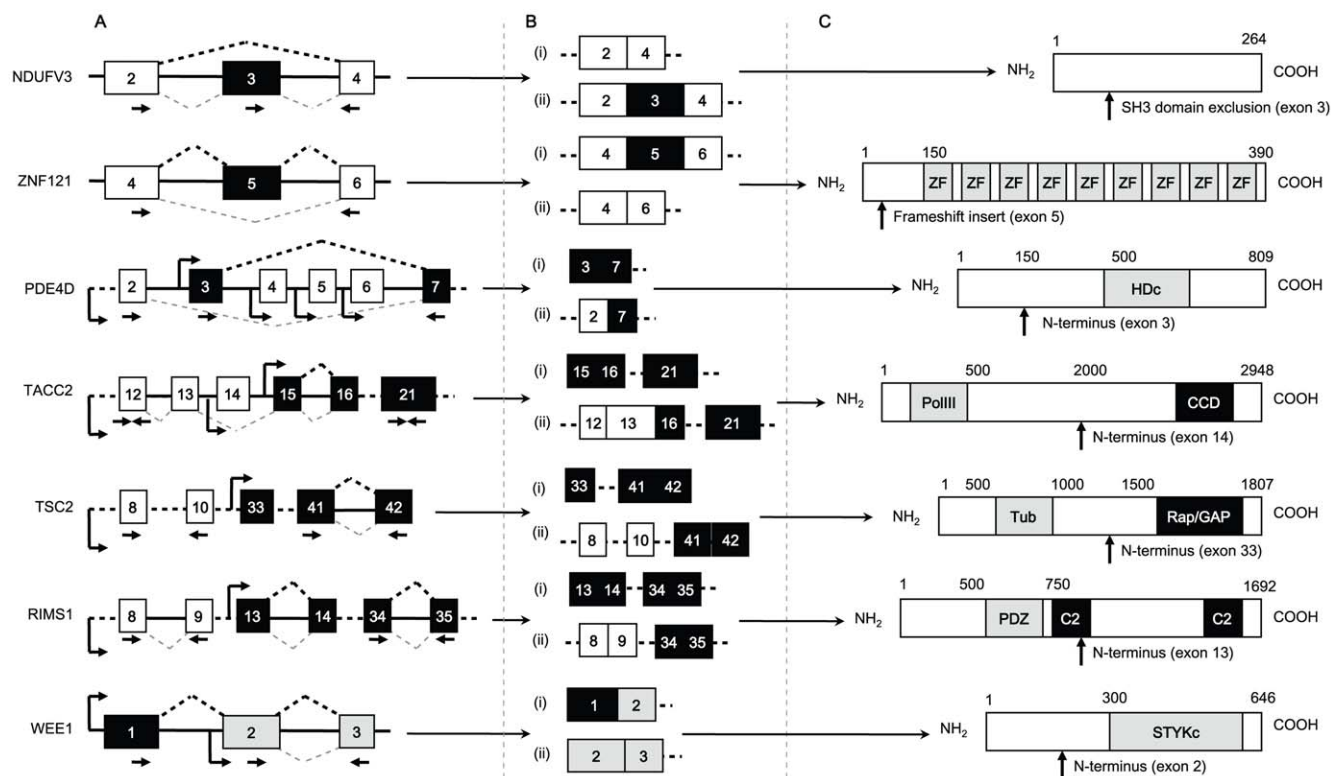 A B C
NDUFV3 2 3 4 (i) 2 4 1 264
NH2 COOH
(ii) 2 3 4 SH3 domain exclusion (exon 3)
ZNF121 4 5 6 (i) 4 5 6 1 150 390
NH2 ZF ZF ZF ZF ZF ZF ZF ZF ZF COOH
(ii) 4 6 Frameshift insert (exon 5)
PDE4D 2 3 4 5 6 7 (i) 3 7 1 150 500 809
NH2 HDc COOH
(ii) 2 7 N-terminus (exon 3)
TACC2 12 13 14 15 16 21 (i) 15 16 21 1 500 2000 2948
NH2 PolIII CCD COOH
(ii) 12 13 16 21 N-terminus (exon 14)
TSC2 8 10 33 41 42 (i) 33 41 42 1 500 1000 1500 1807
NH2 Tub Rap/GAP COOH
(ii) 8 10 41 42 N-terminus (exon 33)
RIMS1 8 9 13 14 34 35 (i) 13 14 34 35 1 500 750 1692
NH2 PDZ C2 C2 COOH
(ii) 8 9 34 35 N-terminus (exon 13)
WEE1 1 2 3 (i) 1 2 1 300 646
NH2 STYKc COOH
(ii) 2 3 N-terminus (exon 2)